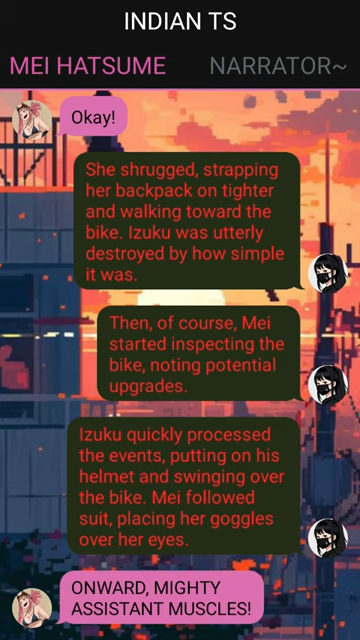 INDIAN TS
MEI HATSUME NARRATOR~
Okay!
She shrugged, strapping
her backpack on tighter
and walking toward the
bike. Izuku was utterly
destroyed by how simple
it was.
Then, of course, Mei
started inspecting the
bike, noting potential
upgrades.
Izuku quickly processed
the events, putting on his
helmet and swinging over
the bike. Mei followed
suit, placing her goggles
over her eyes.
ONWARD, MIGHTY
ASSISTANT MUSCLES!